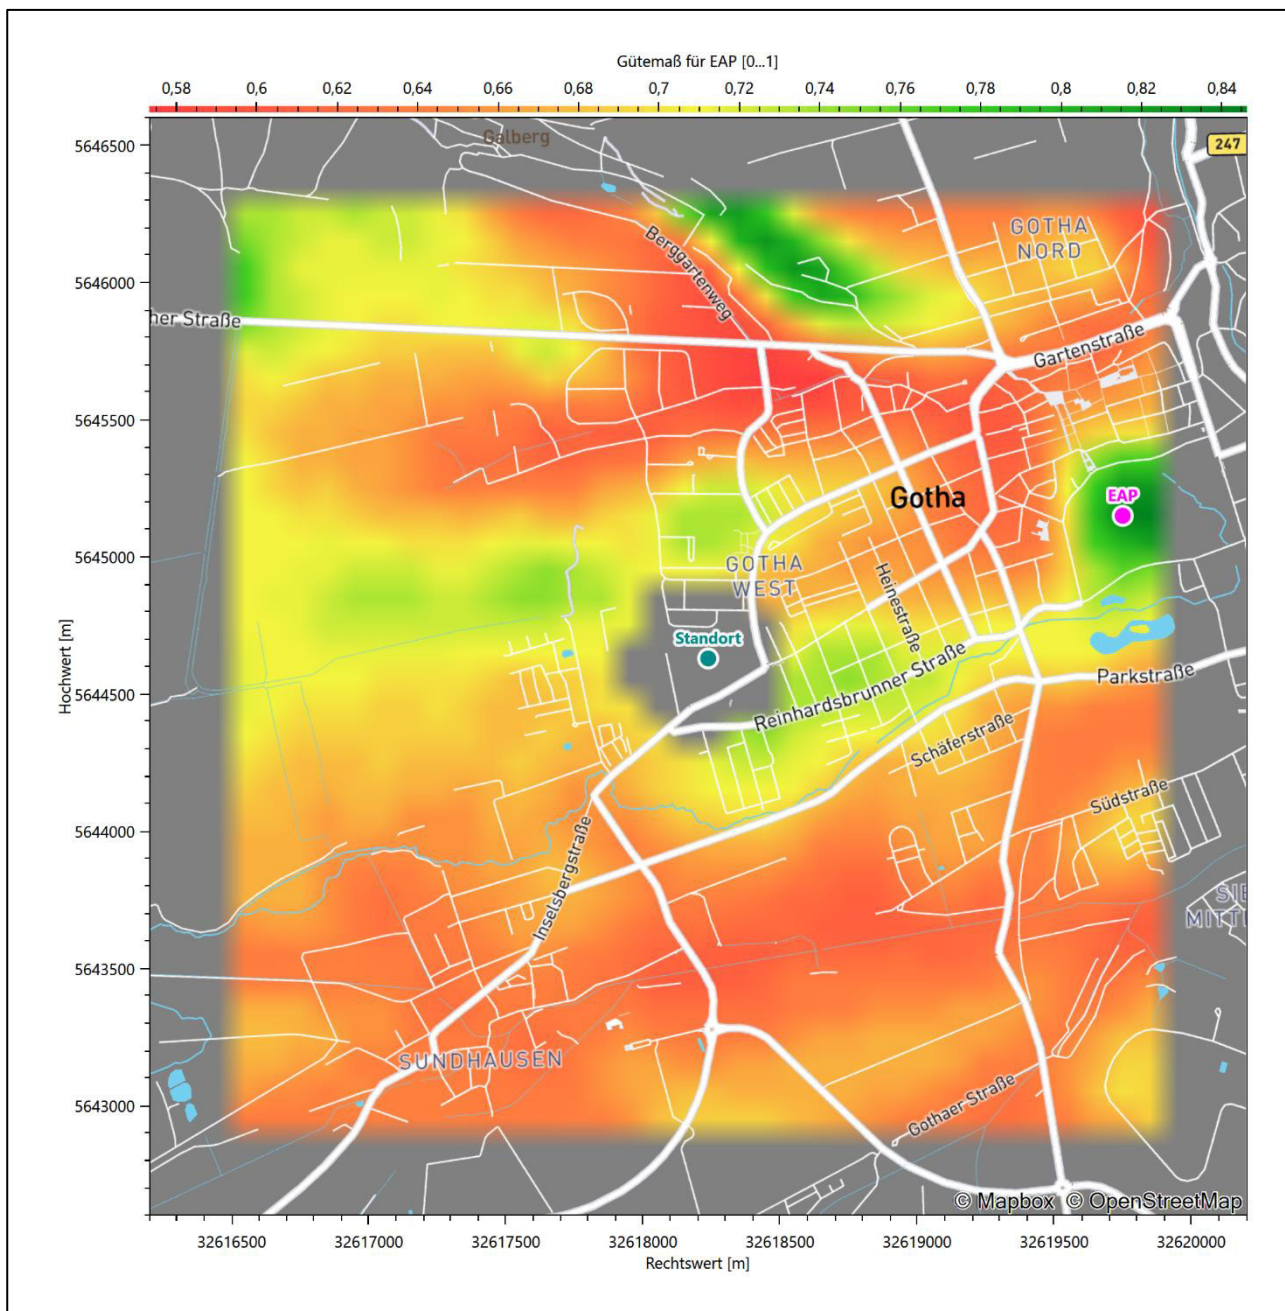 Gütemaß für EAP [0...1]
0,58 0,6 0,62 0,64 0,66 0,68 0,7 0,72 0,74 0,76 0,78 0,8 0,82 0,84
5646500
Galberg
247
GOTHA
NORD
Berggartenweg
5646000
ner Straße
Gartenstraße
5645500
Gotha
EAP
5645000
GOTHA
WEST
Heinestraße
Standort
Hochwert [m]
5644500
Reinhardsbrunner Straße
Parkstraße
Schäferstraße
Südstraße
5644000
Inselsbergstraße
SIE
MITT
5643500
SUNDHAUSEN
5643000
Gothaer Straße
© Mapbox © OpenStreetMap
32616500 32617000 32617500 32618000 32618500 32619000 32619500 32620000
Rechtswert [m]